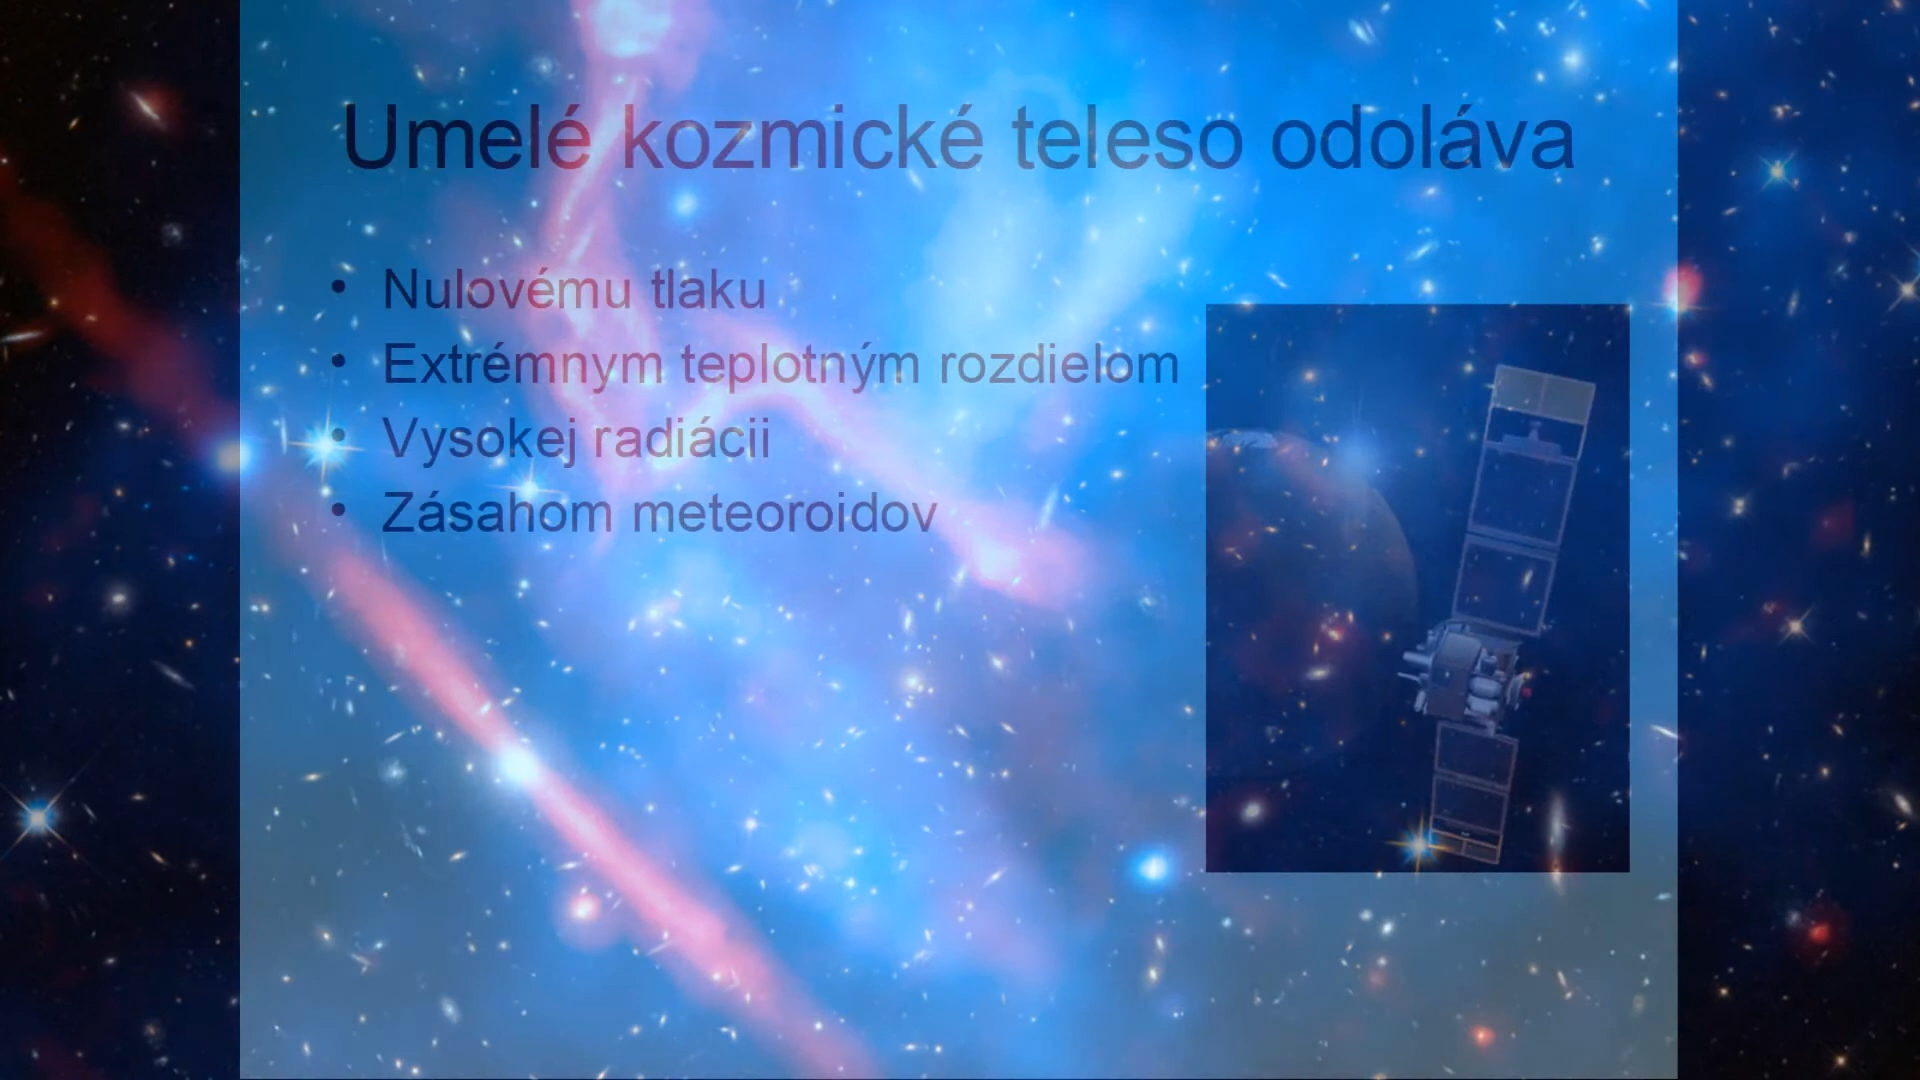 Umelé kozmické teleso odoláva
• Nulovému tlaku
• Extrémnym teplotným rozdielom
• Vysokej radiácii
• Zásahom meteoroidov